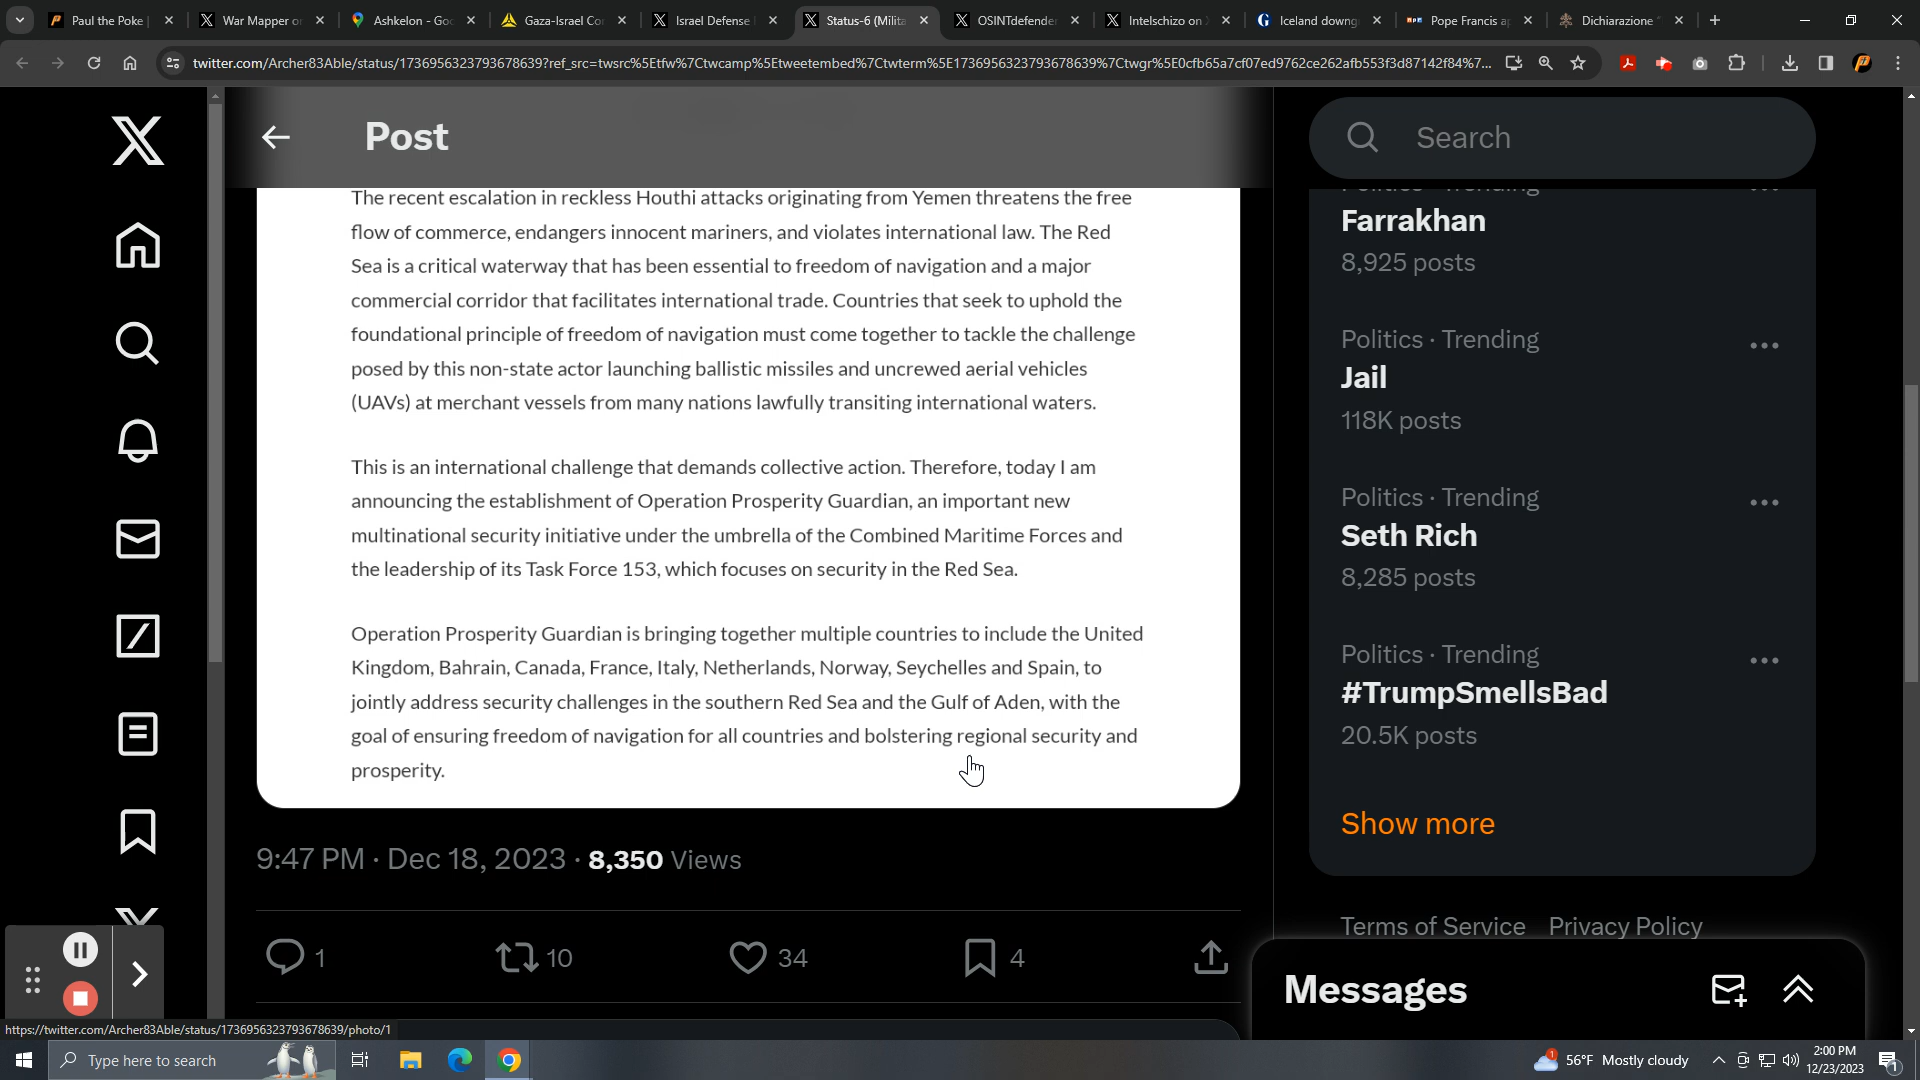 Paul the Poke
War Mapper o
Ashkelon - Go
Gaza-Israel Co
Israel Defense
Status-6 (Milita
OSINTdefende
Intelschizo on
Iceland downg
Pope Francis a
Dichiarazione "
twitter.com/Archer83Able/status/1736956323793678639?ref_src=twsrc%5Etfw%7Ctwcamp%5Etweetembed%7Ctwterm%5E1736956323793678639%7Ctwgr%5E0cfb65a7cf07ed9762ce262afb553f3d87142f84%7...
Post
Search
The recent escalation in reckless Houthi attacks originating from Yemen threatens the free
flow of commerce, endangers innocent mariners, and violates international law. The Red
Sea is a critical waterway that has been essential to freedom of navigation and a major
commercial corridor that facilitates international trade. Countries that seek to uphold the
foundational principle of freedom of navigation must come together to tackle the challenge
posed by this non-state actor launching ballistic missiles and uncrewed aerial vehicles
(UAVs) at merchant vessels from many nations lawfully transiting international waters.
This is an international challenge that demands collective action. Therefore, today I am
announcing the establishment of Operation Prosperity Guardian, an important new
multinational security initiative under the umbrella of the Combined Maritime Forces and
the leadership of its Task Force 153, which focuses on security in the Red Sea.
Operation Prosperity Guardian is bringing together multiple countries to include the United
Kingdom, Bahrain, Canada, France, Italy, Netherlands, Norway, Seychelles and Spain, to
jointly address security challenges in the southern Red Sea and the Gulf of Aden, with the
goal of ensuring freedom of navigation for all countries and bolstering regional security and
prosperity.
9:47 PM · Dec 18, 2023 · 8,350 Views
1
10
34
4
Politics · Trending
Farrakhan
8,925 posts
Politics · Trending
Jail
118K posts
Politics · Trending
Seth Rich
8,285 posts
Politics · Trending
#TrumpSmellsBad
20.5K posts
Show more
Terms of Service Privacy Policy
Messages
https://twitter.com/Archer83Able/status/1736956323793678639/photo/1
Type here to search
56°F Mostly cloudy
2:00 PM
12/23/2023